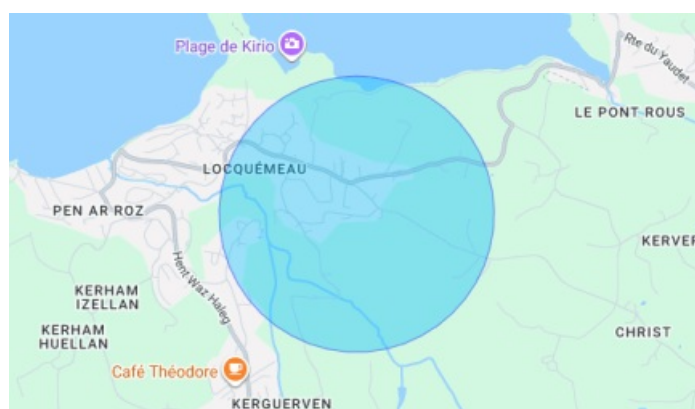 Plage de Kirio
Rte du Yaudet
LE PONT ROUS
LOCQUÉMEAU
PEN AR ROZ
KERVER
Hent Waz Haleg
KERHAM
IZELLAN
KERHAM
HUELLAN
CHRIST
Café Théodore
KERGUERVEN